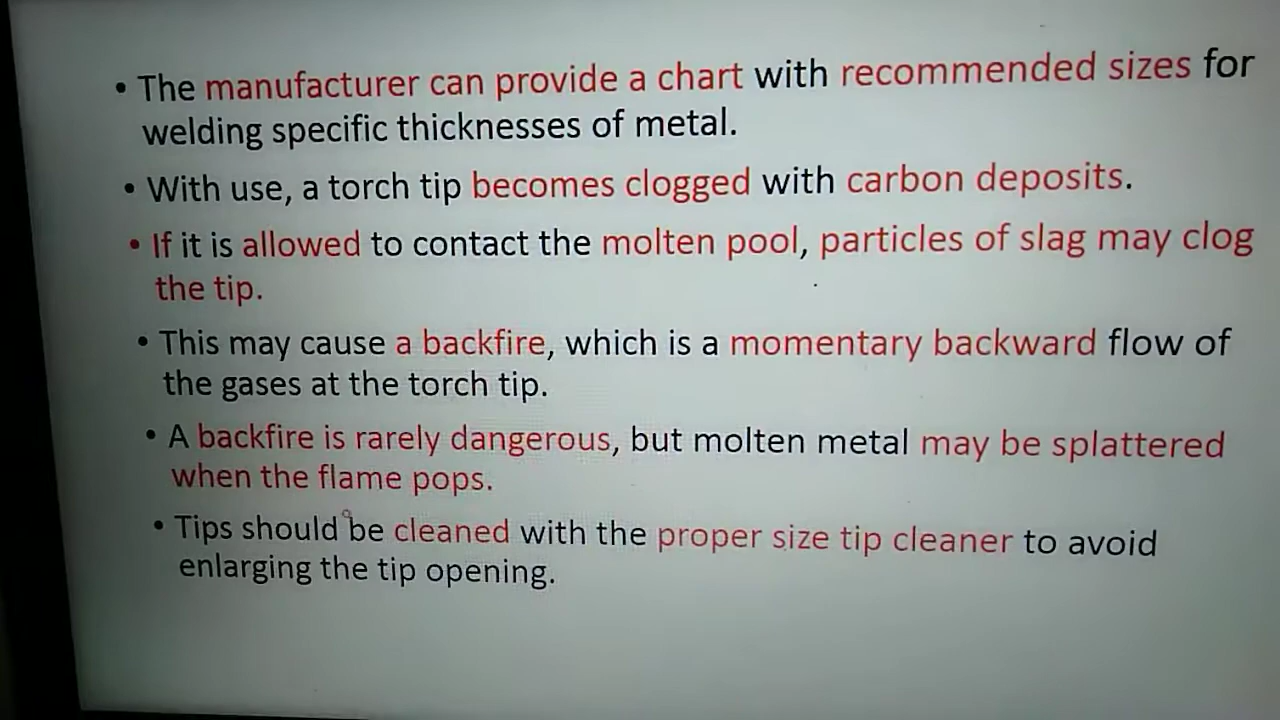 • The manufacturer can provide a chart with recommended sizes for
welding specific thicknesses of metal.
• With use, a torch tip becomes clogged with carbon deposits.
• If it is allowed to contact the molten pool, particles of slag may clog
the tip.
• This may cause a backfire, which is a momentary backward flow of
the gases at the torch tip.
• A backfire is rarely dangerous, but molten metal may be splattered
when the flame pops.
• Tips should be cleaned with the proper size tip cleaner to avoid
enlarging the tip opening.